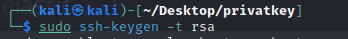 ┌──(kali㉿kali)-[~/Desktop/privatkey]
└─$ sudo ssh-keygen -t rsa